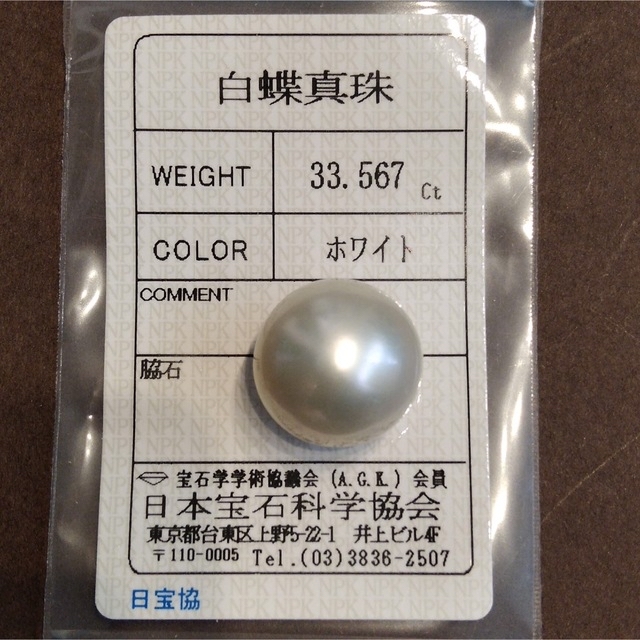 白蝶真珠
WEIGHT 33.567 Ct
COLOR ホワイト
COMMENT
脇石
宝石学学術協議会 (A.G.K.) 会員
日本宝石科学協会
東京都台東区上野5-22-1 井上ビル4F
〒110-0005 Tel.(03)3836-2507
日宝協